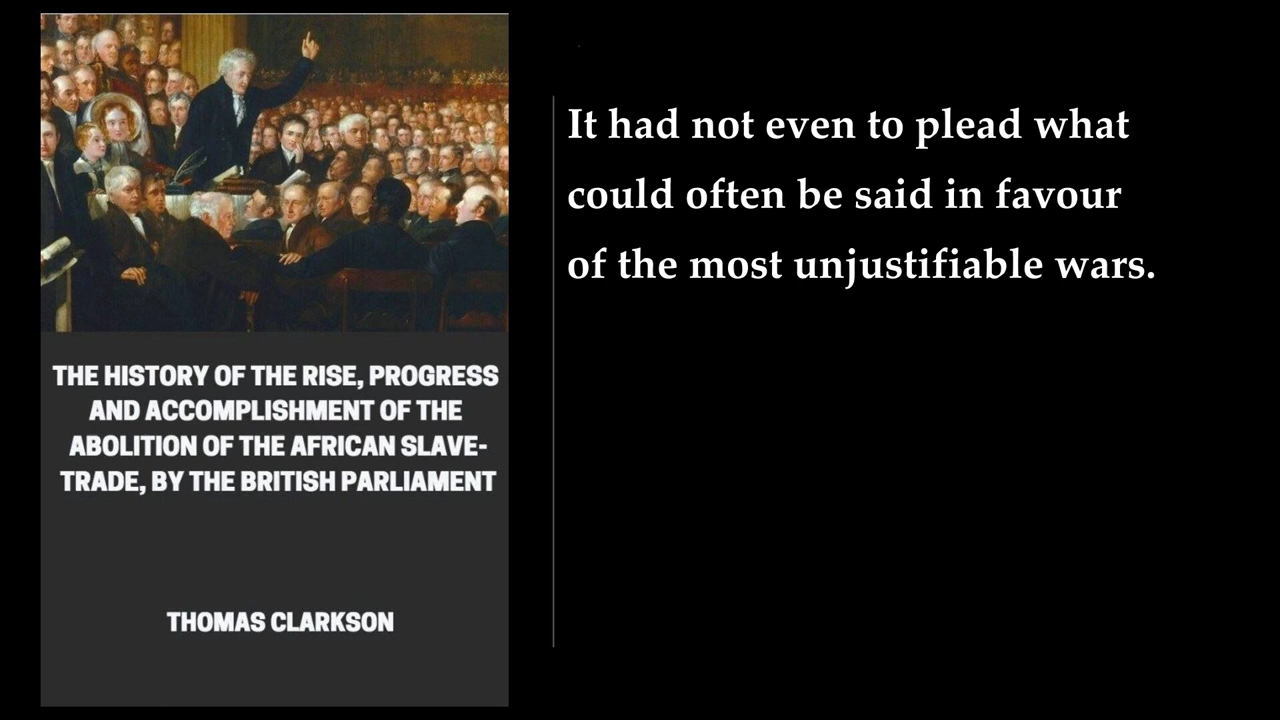 It had not even to plead what
could often be said in favour
of the most unjustifiable wars.
THE HISTORY OF THE RISE, PROGRESS
AND ACCOMPLISHMENT OF THE
ABOLITION OF THE AFRICAN SLAVE-
TRADE, BY THE BRITISH PARLIAMENT
THOMAS CLARKSON